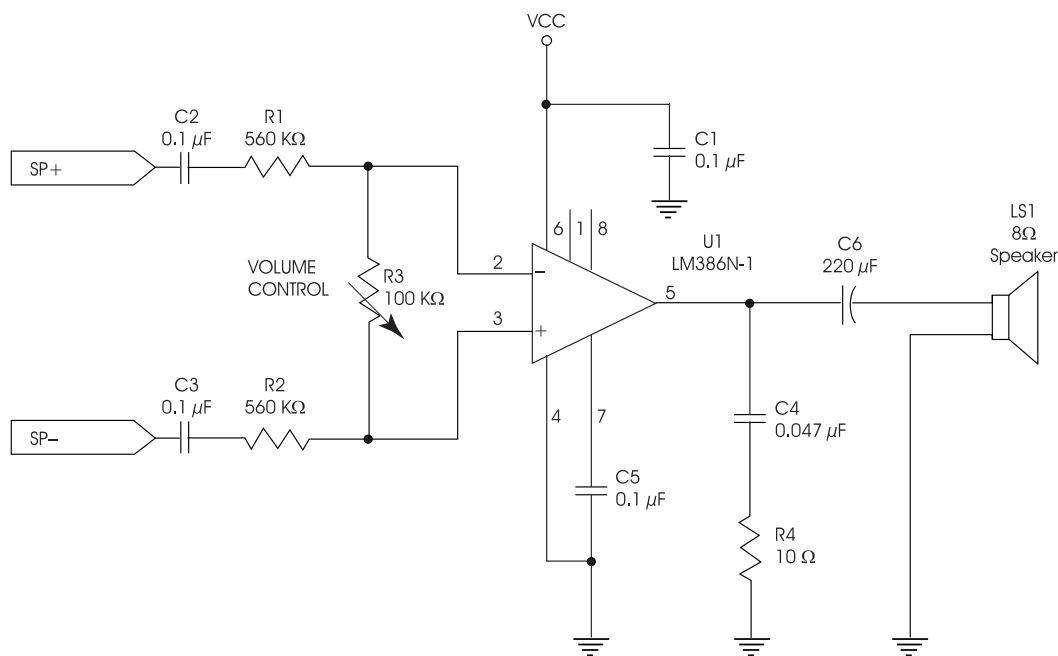 VCC
C2
0.1 µF
R1
560 KΩ
SP+
C1
0.1 µF
6
1
8
U1
LM386N-1
C6
220 µF
LS1
8Ω
Speaker
2
−
VOLUME
CONTROL
R3
100 KΩ
5
3
+
C3
0.1 µF
R2
560 KΩ
SP−
4
7
C4
0.047 µF
C5
0.1 µF
R4
10 Ω